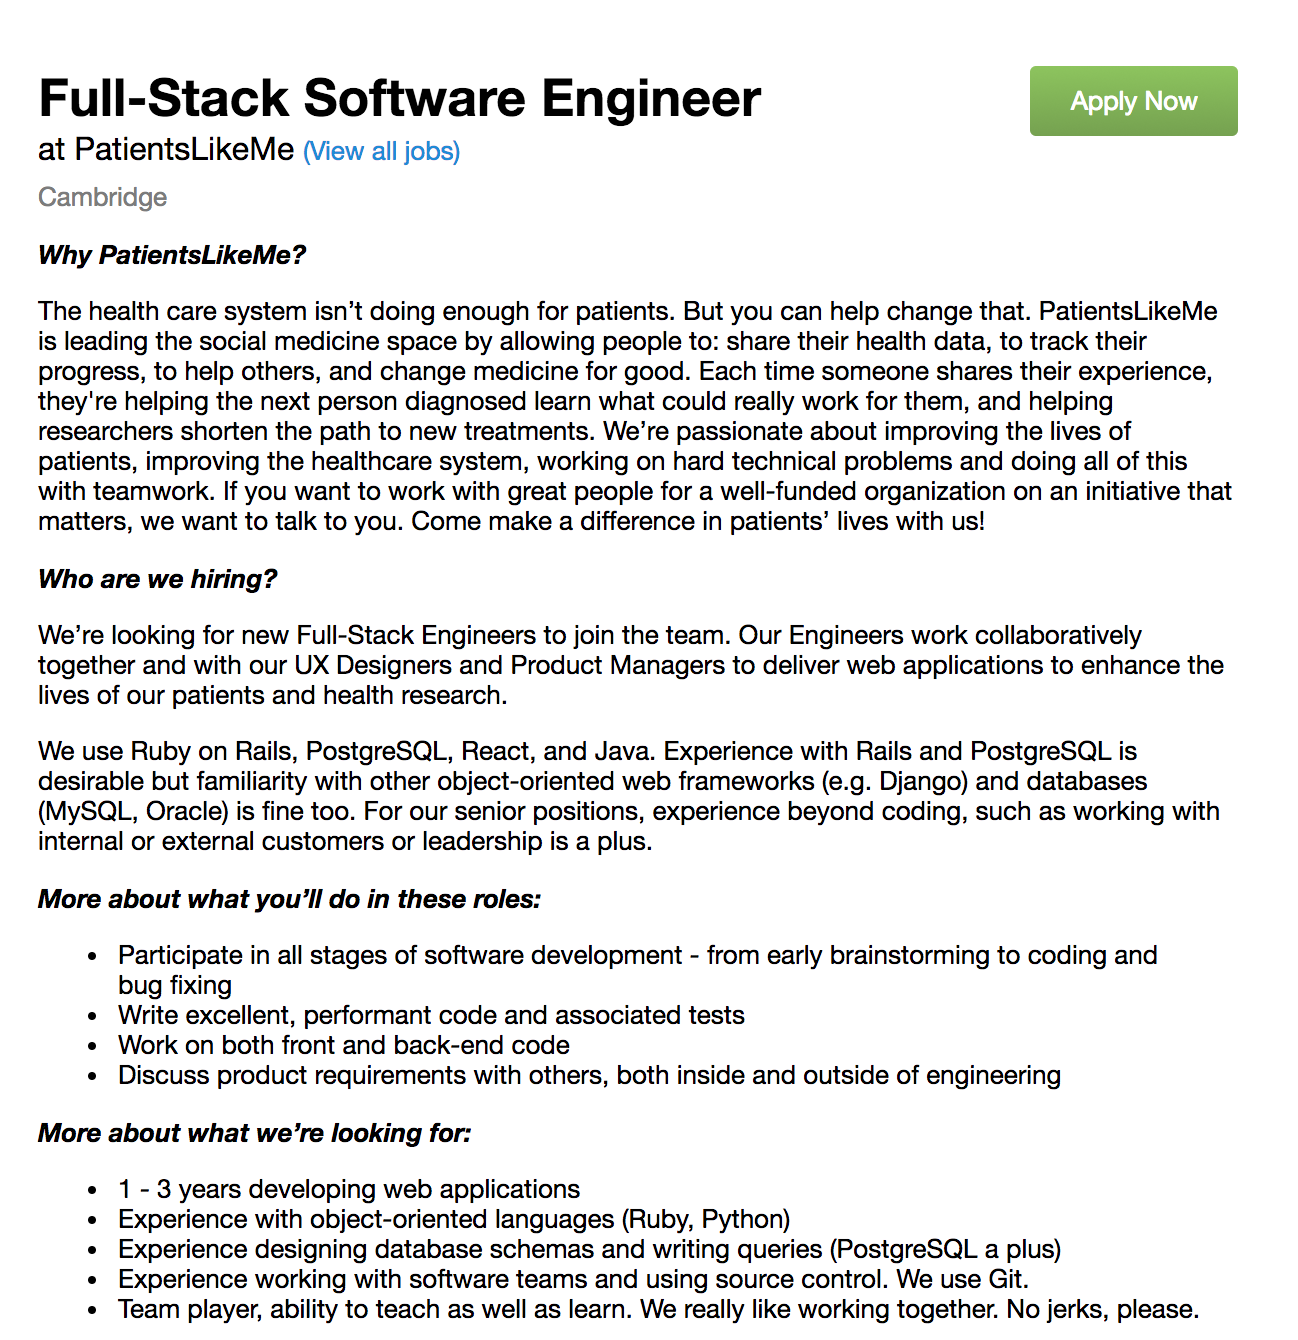 Full-Stack Software Engineer
Apply Now
at PatientsLikeMe (View all jobs)
Cambridge
Why PatientsLikeMe?
The health care system isn’t doing enough for patients. But you can help change that. PatientsLikeMe
is leading the social medicine space by allowing people to: share their health data, to track their
progress, to help others, and change medicine for good. Each time someone shares their experience,
they're helping the next person diagnosed learn what could really work for them, and helping
researchers shorten the path to new treatments. We’re passionate about improving the lives of
patients, improving the healthcare system, working on hard technical problems and doing all of this
with teamwork. If you want to work with great people for a well-funded organization on an initiative that
matters, we want to talk to you. Come make a difference in patients’ lives with us!
Who are we hiring?
We’re looking for new Full-Stack Engineers to join the team. Our Engineers work collaboratively
together and with our UX Designers and Product Managers to deliver web applications to enhance the
lives of our patients and health research.
We use Ruby on Rails, PostgreSQL, React, and Java. Experience with Rails and PostgreSQL is
desirable but familiarity with other object-oriented web frameworks (e.g. Django) and databases
(MySQL, Oracle) is fine too. For our senior positions, experience beyond coding, such as working with
internal or external customers or leadership is a plus.
More about what you’ll do in these roles:
• Participate in all stages of software development - from early brainstorming to coding and
bug fixing
• Write excellent, performant code and associated tests
• Work on both front and back-end code
• Discuss product requirements with others, both inside and outside of engineering
More about what we’re looking for:
• 1 - 3 years developing web applications
• Experience with object-oriented languages (Ruby, Python)
• Experience designing database schemas and writing queries (PostgreSQL a plus)
• Experience working with software teams and using source control. We use Git.
• Team player, ability to teach as well as learn. We really like working together. No jerks, please.